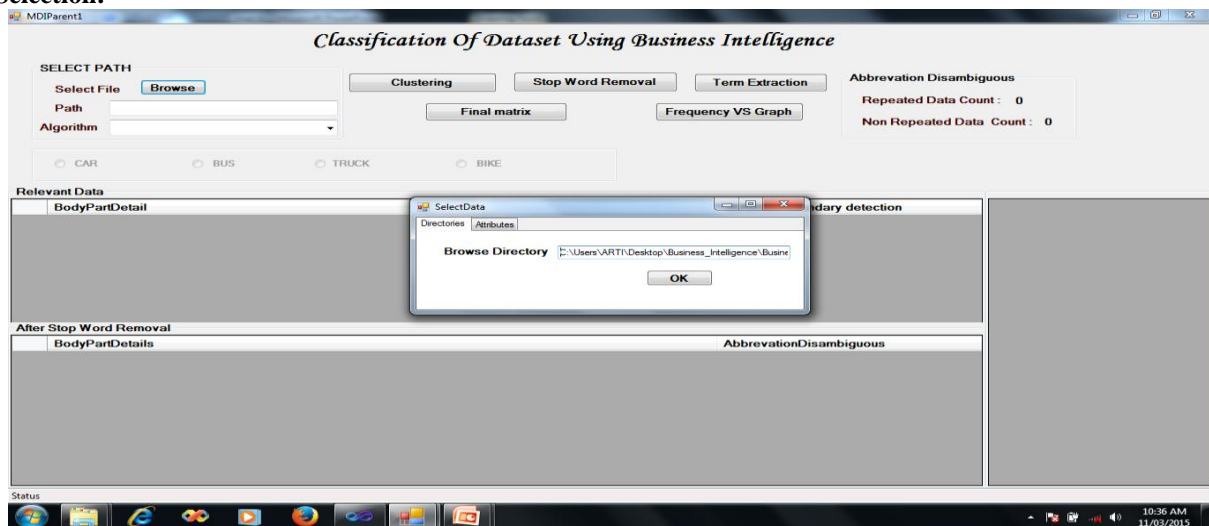 MDIParent1
Classification Of Dataset Using Business Intelligence
SELECT PATH
Select File Browse
Path
Algorithm
Clustering Stop Word Removal Term Extraction
Final matrix Frequency VS Graph
Abbrevation Disambiguous
Repeated Data Count : 0
Non Repeated Data Count : 0
CAR BUS TRUCK BIKE
Relevant Data
BodyPartDetail
SelectData
Directories Attributes
Browse Directory C:\Users\ARTI\Desktop\Business_Intelligence\Busine
OK
After Stop Word Removal
BodyPartDetails AbbrevationDisambiguous
Status
10:36 AM
11/03/2015